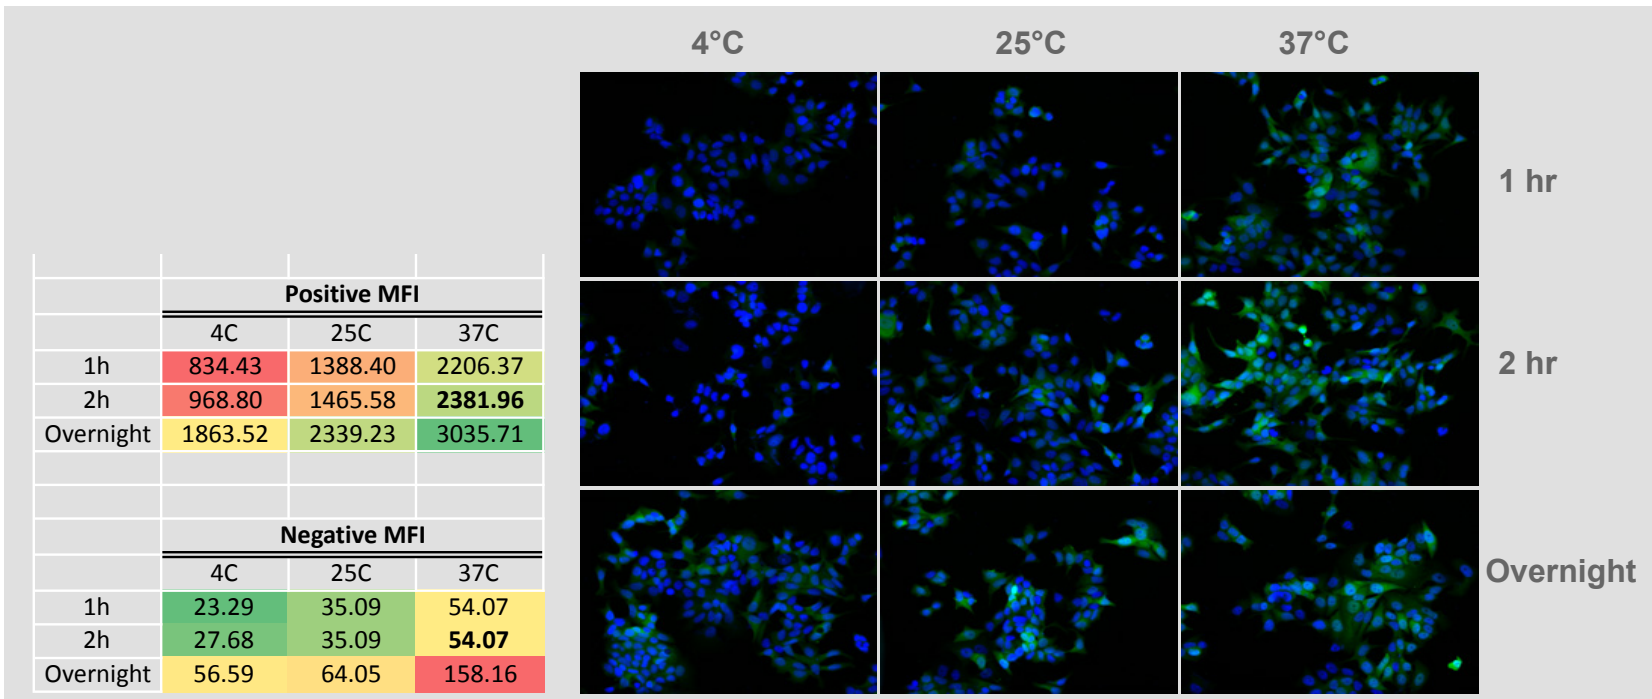 4°C 25°C 37°C
1 hr
2 hr
Overnight
Positive MFI
4C 25C 37C
1h 834.43 1388.40 2206.37
2h 968.80 1465.58 2381.96
Overnight 1863.52 2339.23 3035.71
Negative MFI
4C 25C 37C
1h 23.29 35.09 54.07
2h 27.68 35.09 54.07
Overnight 56.59 64.05 158.16